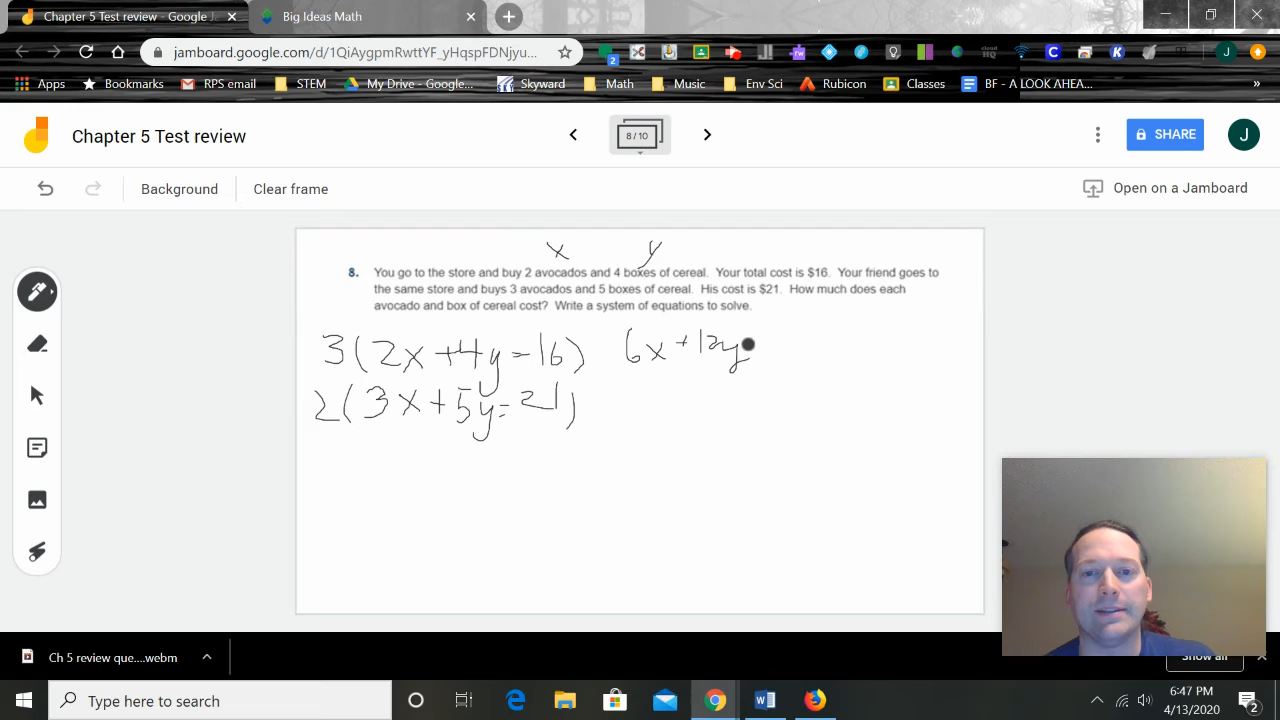 Chapter 5 Test review - Google J
Big Ideas Math
jamboard.google.com/d/1QiAygpmRwttYF_yHqspFDNjyu...
2
J
Apps
Bookmarks
RPS email
STEM
My Drive - Google...
Skyward
Math
Music
Env Sci
Rubicon
Classes
BF - A LOOK AHEA...
»
Chapter 5 Test review
8 / 10
SHARE
J
Background
Clear frame
Open on a Jamboard
x y
8. You go to the store and buy 2 avocados and 4 boxes of cereal. Your total cost is $16. Your friend goes to
the same store and buys 3 avocados and 5 boxes of cereal. His cost is $21. How much does each
avocado and box of cereal cost? Write a system of equations to solve.
3(2x+4y=16) 6x+12y
2(3x+5y=21)
Ch 5 review que....webm
Show all
Type here to search
6:47 PM
4/13/2020
2